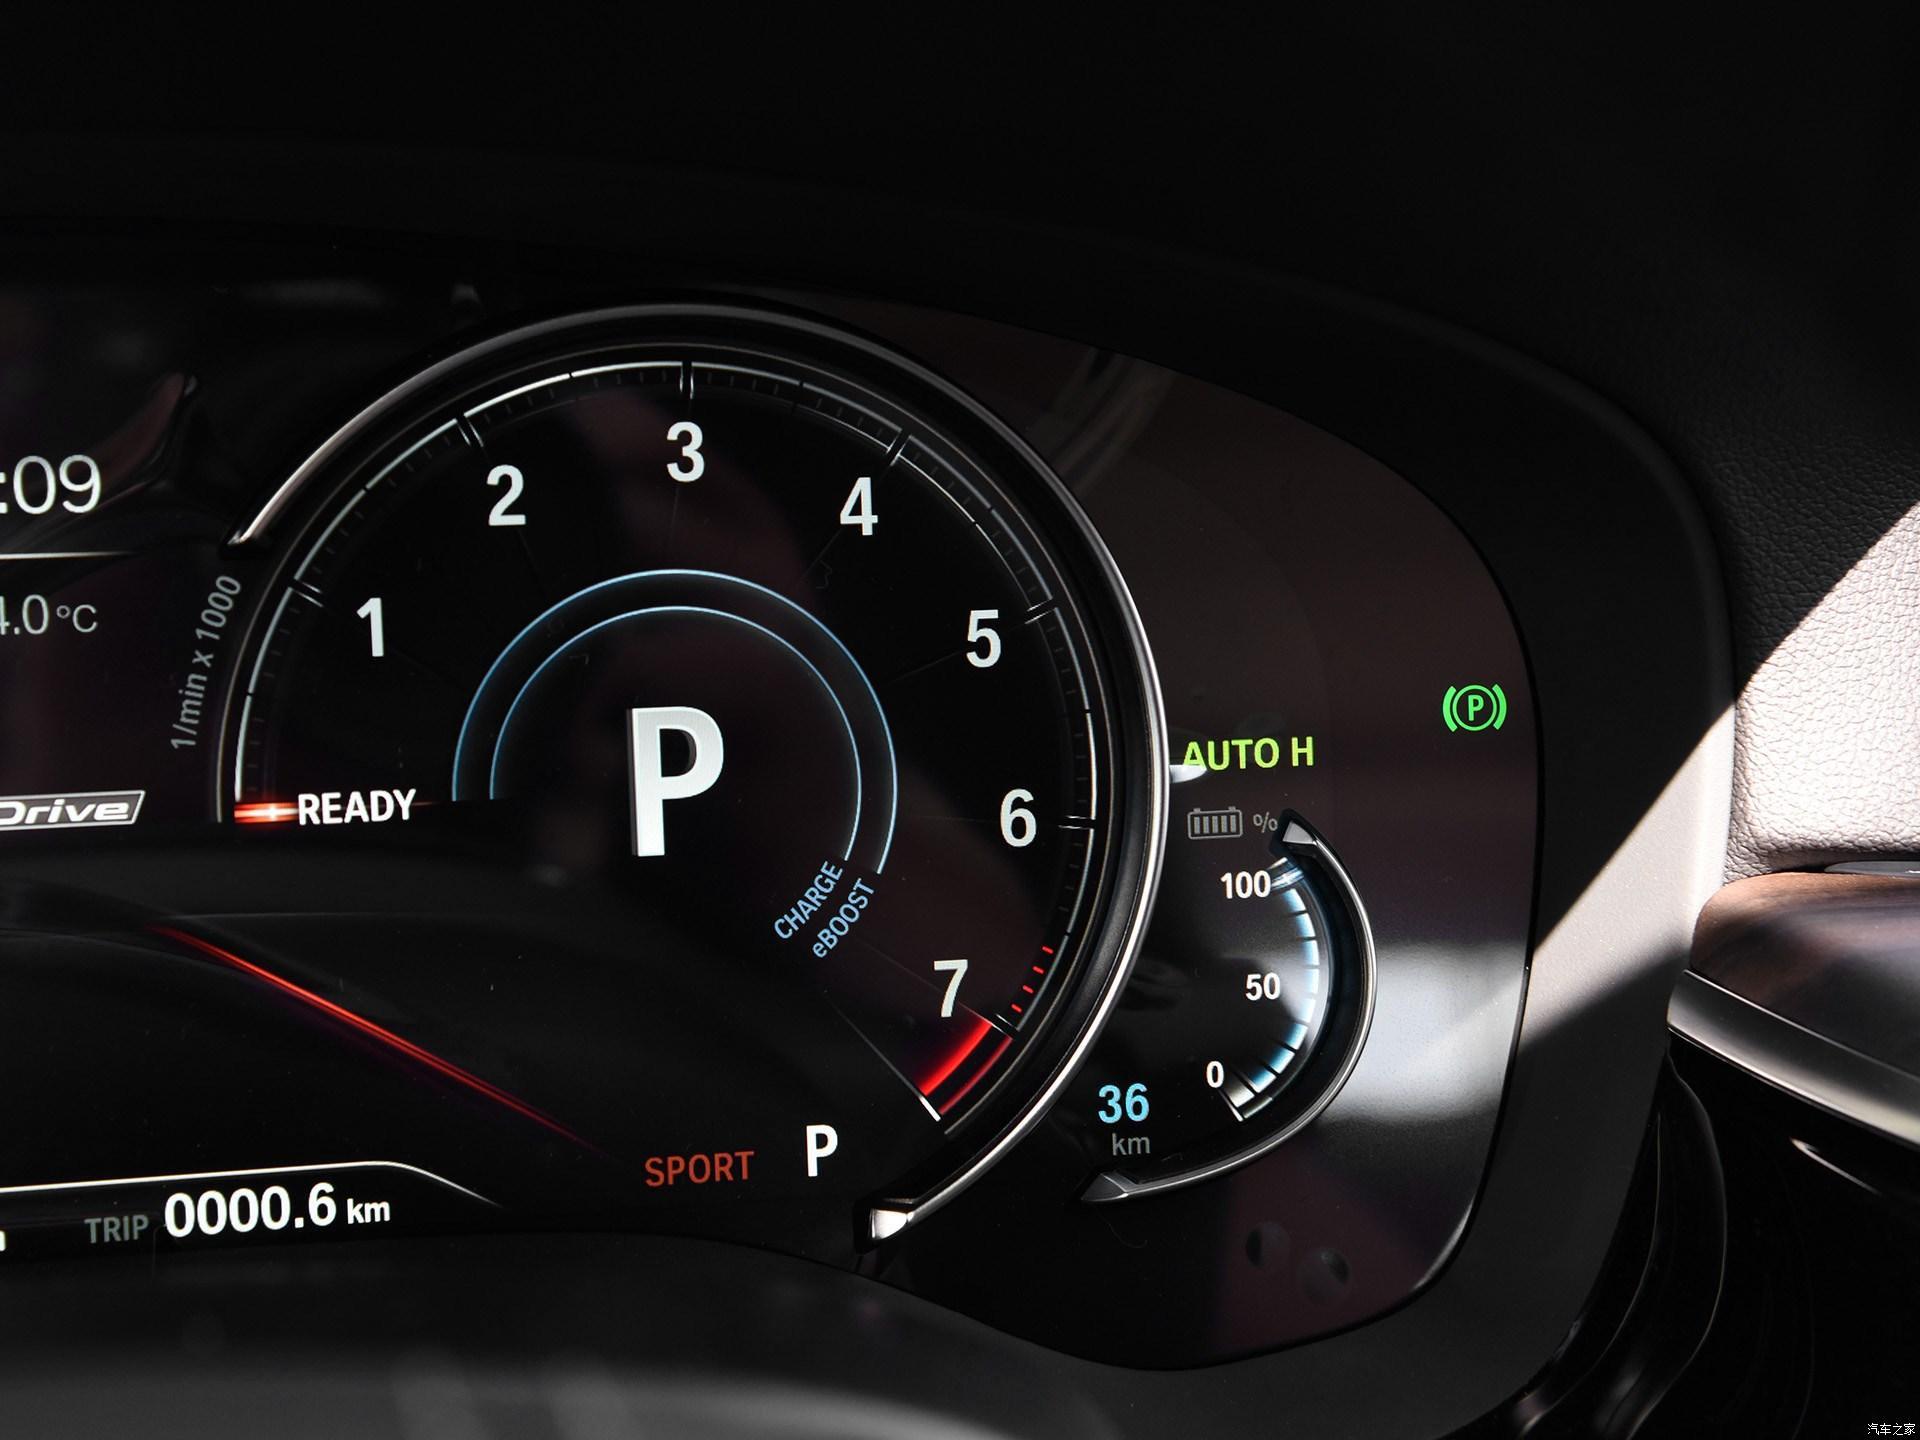 :09
4.0°C
Drive
1/min x 1000
1
2
3
4
5
6
7
READY
P
CHARGE
eBOOST
AUTO H
P
%
100
50
0
36
km
SPORT P
TRIP 0000.6 km
汽车之家